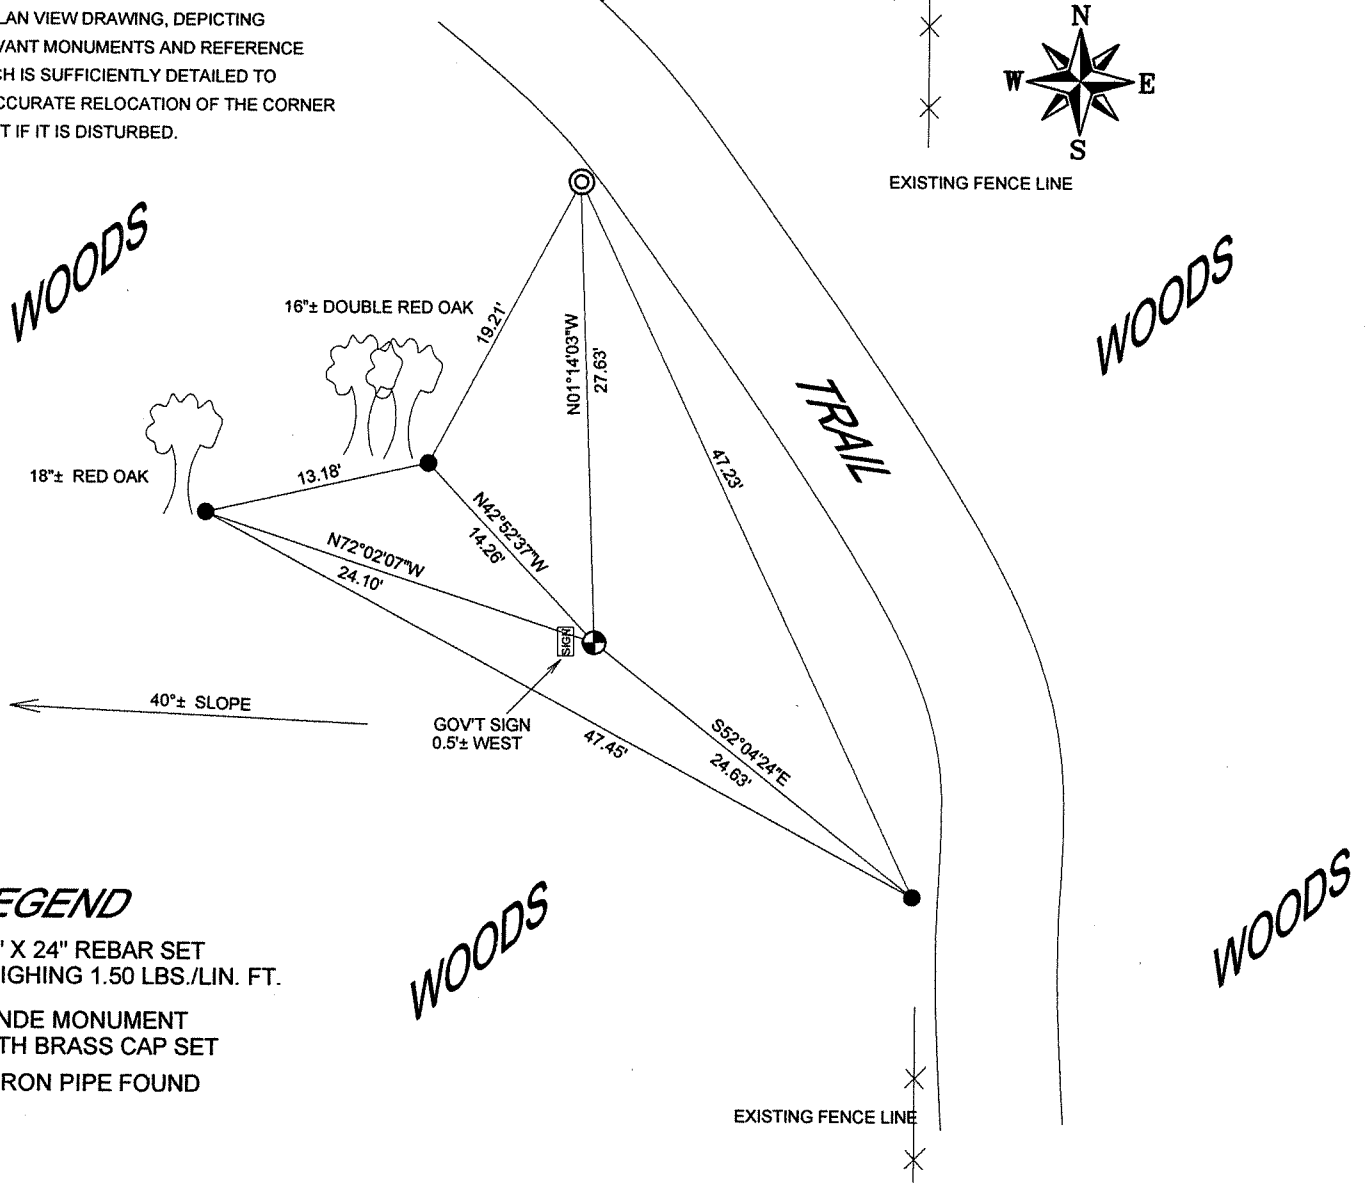 LAN VIEW DRAWING, DEPICTING
VANT MONUMENTS AND REFERENCE
CH IS SUFFICIENTLY DETAILED TO
CCURATE RELOCATION OF THE CORNER
T IF IT IS DISTURBED.
N
W E
S
EXISTING FENCE LINE
WOODS
WOODS
16"± DOUBLE RED OAK
19.21'
N01°14'03"W
27.63'
TRAIL
18"± RED OAK
13.18'
47.23'
N42°52'37"W
14.26'
N72°02'07"W
24.10'
SIGN
40°± SLOPE
GOV'T SIGN
0.5'± WEST
47.45'
S52°04'24"E
24.63'
WOODS
WOODS
EGEND
" X 24" REBAR SET
IGHING 1.50 LBS./LIN. FT.
NDE MONUMENT
TH BRASS CAP SET
RON PIPE FOUND
EXISTING FENCE LINE